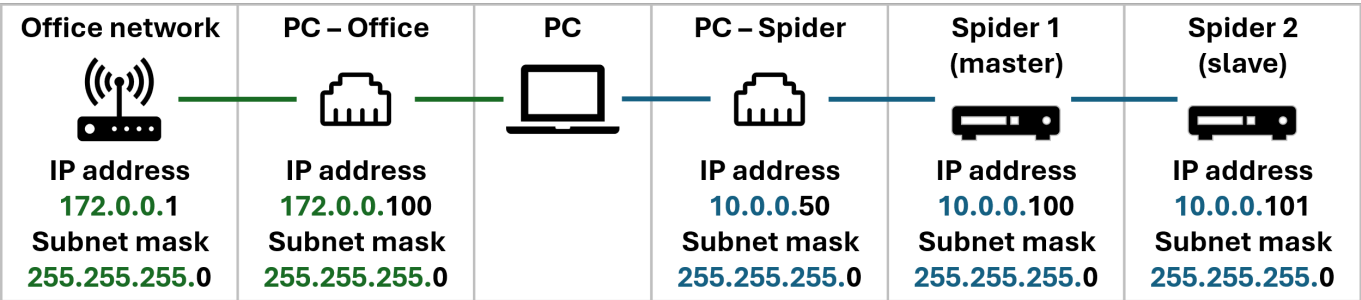 Office network
IP address
172.0.0.1
Subnet mask
255.255.255.0
PC – Office
IP address
172.0.0.100
Subnet mask
255.255.255.0
PC
PC – Spider
IP address
10.0.0.50
Subnet mask
255.255.255.0
Spider 1
(master)
IP address
10.0.0.100
Subnet mask
255.255.255.0
Spider 2
(slave)
IP address
10.0.0.101
Subnet mask
255.255.255.0